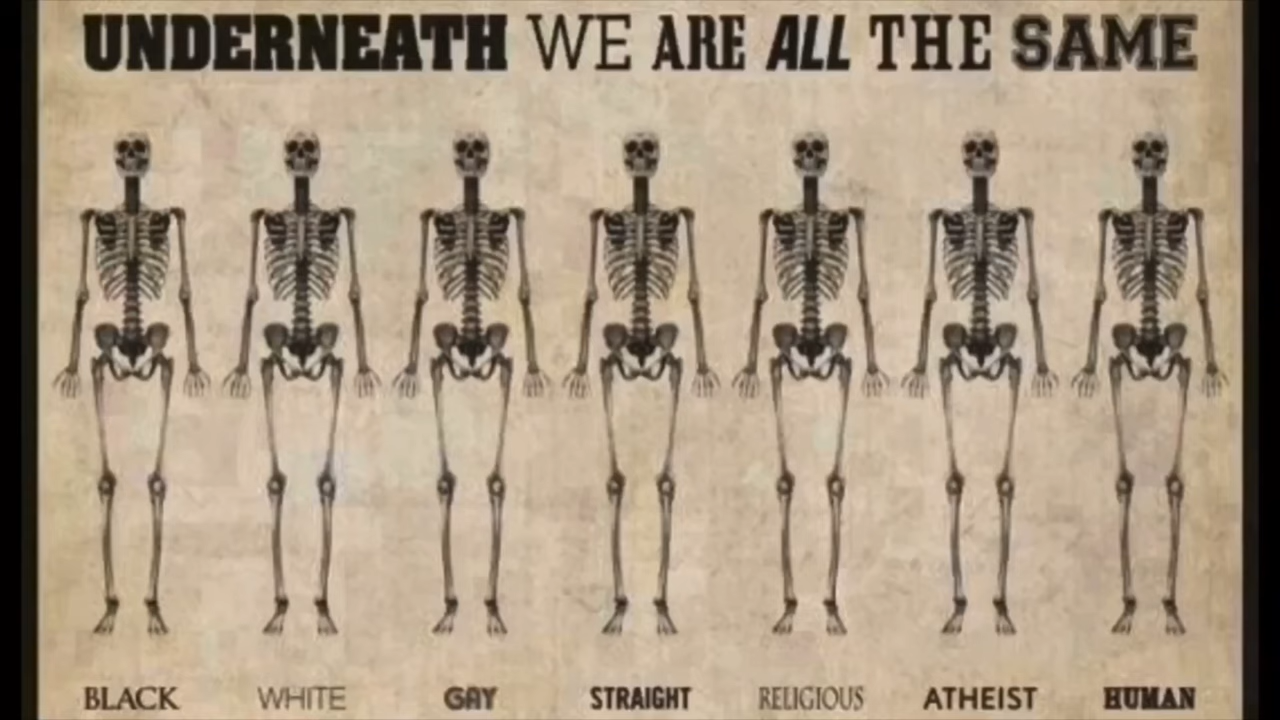 UNDERNEATH WE ARE ALL THE SAME
BLACK WHITE GAY STRAIGHT RELIGIOUS ATHEIST HUMAN